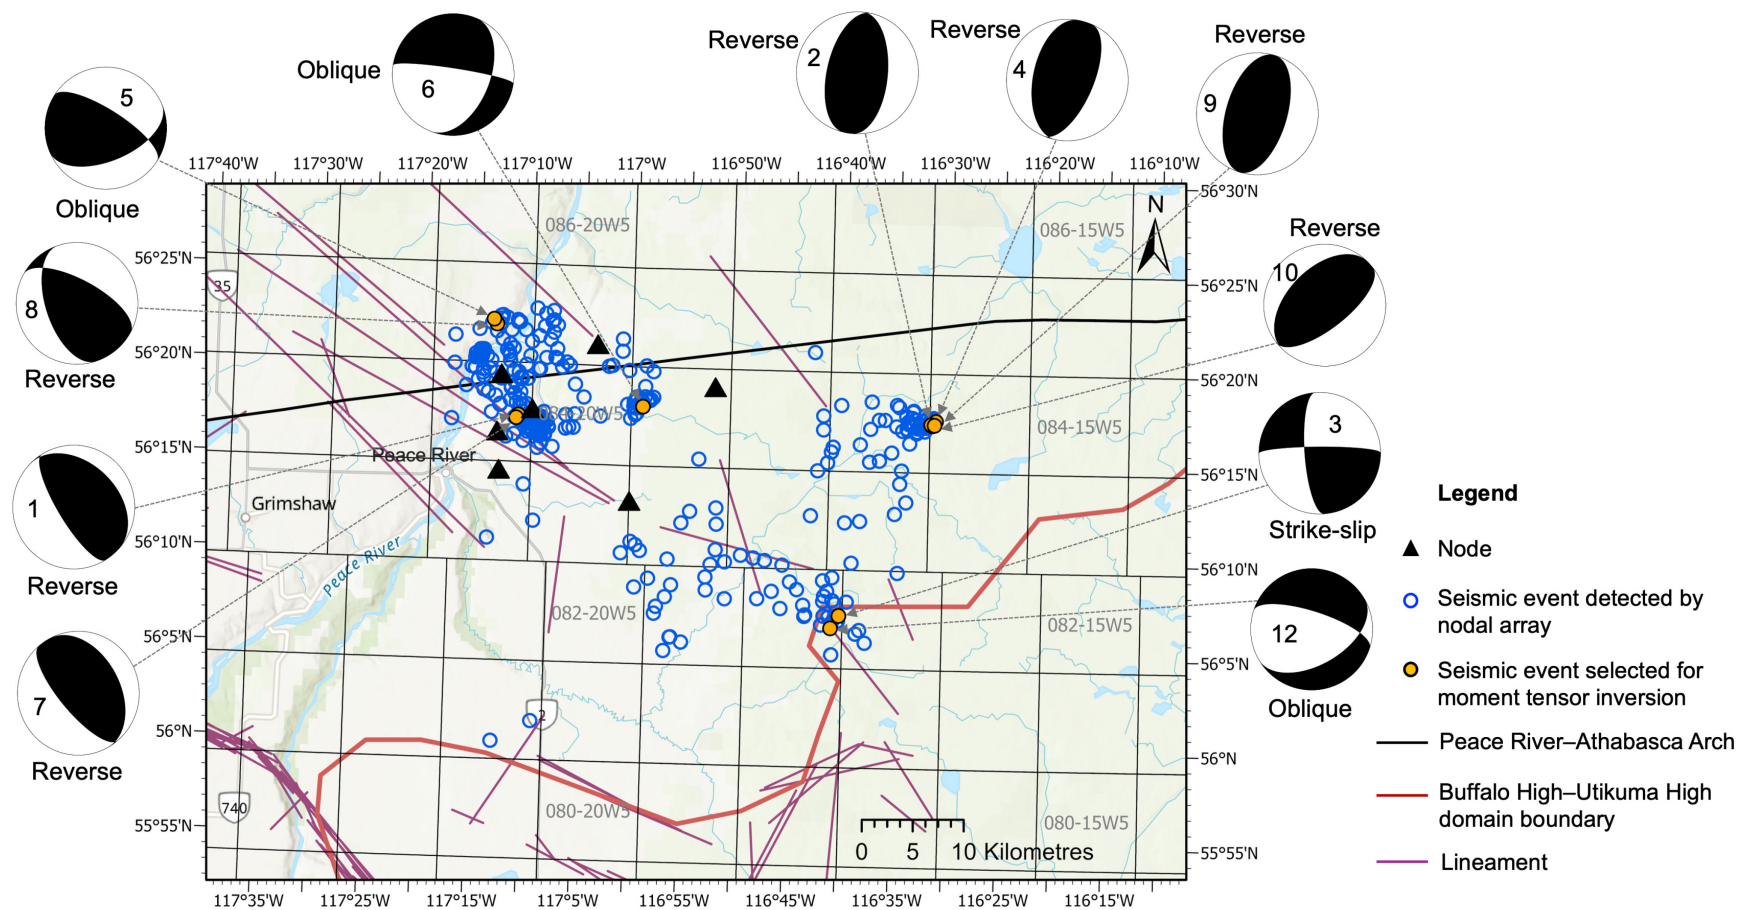 Oblique
6
Reverse
2
Reverse
4
Reverse
9
5
Oblique
117°40'W
117°30'W
117°20'W
117°10'W
117°0'W
116°50'W
116°40'W
116°30'W
116°20'W
116°10'W
56°30'N
56°25'N
56°20'N
56°15'N
56°10'N
56°5'N
56°0'N
55°55'N
56°25'N
56°20'N
56°15'N
56°10'N
56°5'N
56°N
55°55'N
8
Reverse
1
Reverse
7
Reverse
Reverse
10
3
Strike-slip
12
Oblique
N
086-20W5
086-15W5
084-20W5
084-15W5
082-20W5
082-15W5
080-20W5
080-15W5
35
2
740
Peace River
Grimshaw
Peace River
0 5 10 Kilometres
117°35'W
117°25'W
117°15'W
117°5'W
116°55'W
116°45'W
116°35'W
116°25'W
116°15'W
Legend
Node
Seismic event detected by
nodal array
Seismic event selected for
moment tensor inversion
Peace River–Athabasca Arch
Buffalo High–Utikuma High
domain boundary
Lineament